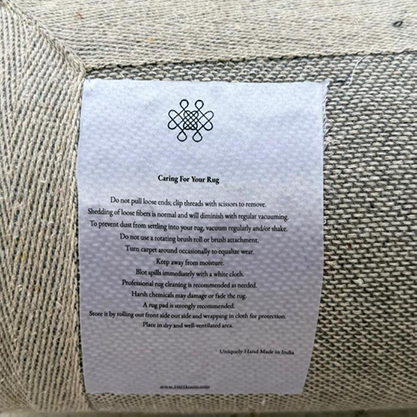 Caring For Your Rug
Do not pull loose ends; clip threads with scissors to remove.
Shedding of loose fibers is normal and will diminish with regular vacuuming.
To prevent dust from settling into your rug, vacuum regularly and/or shake.
Do not use a rotating brush roll or brush attachment.
Turn carpet around occasionally to equalize wear.
Keep away from moisture.
Blot spills immediately with a white cloth.
Professional rug cleaning is recommended as needed.
Harsh chemicals may damage or fade the rug.
A rug pad is strongly recommended.
Store it by rolling out front side out side and wrapping in cloth for protection.
Place in dry and well-ventilated area.
Uniquely Hand Made in India